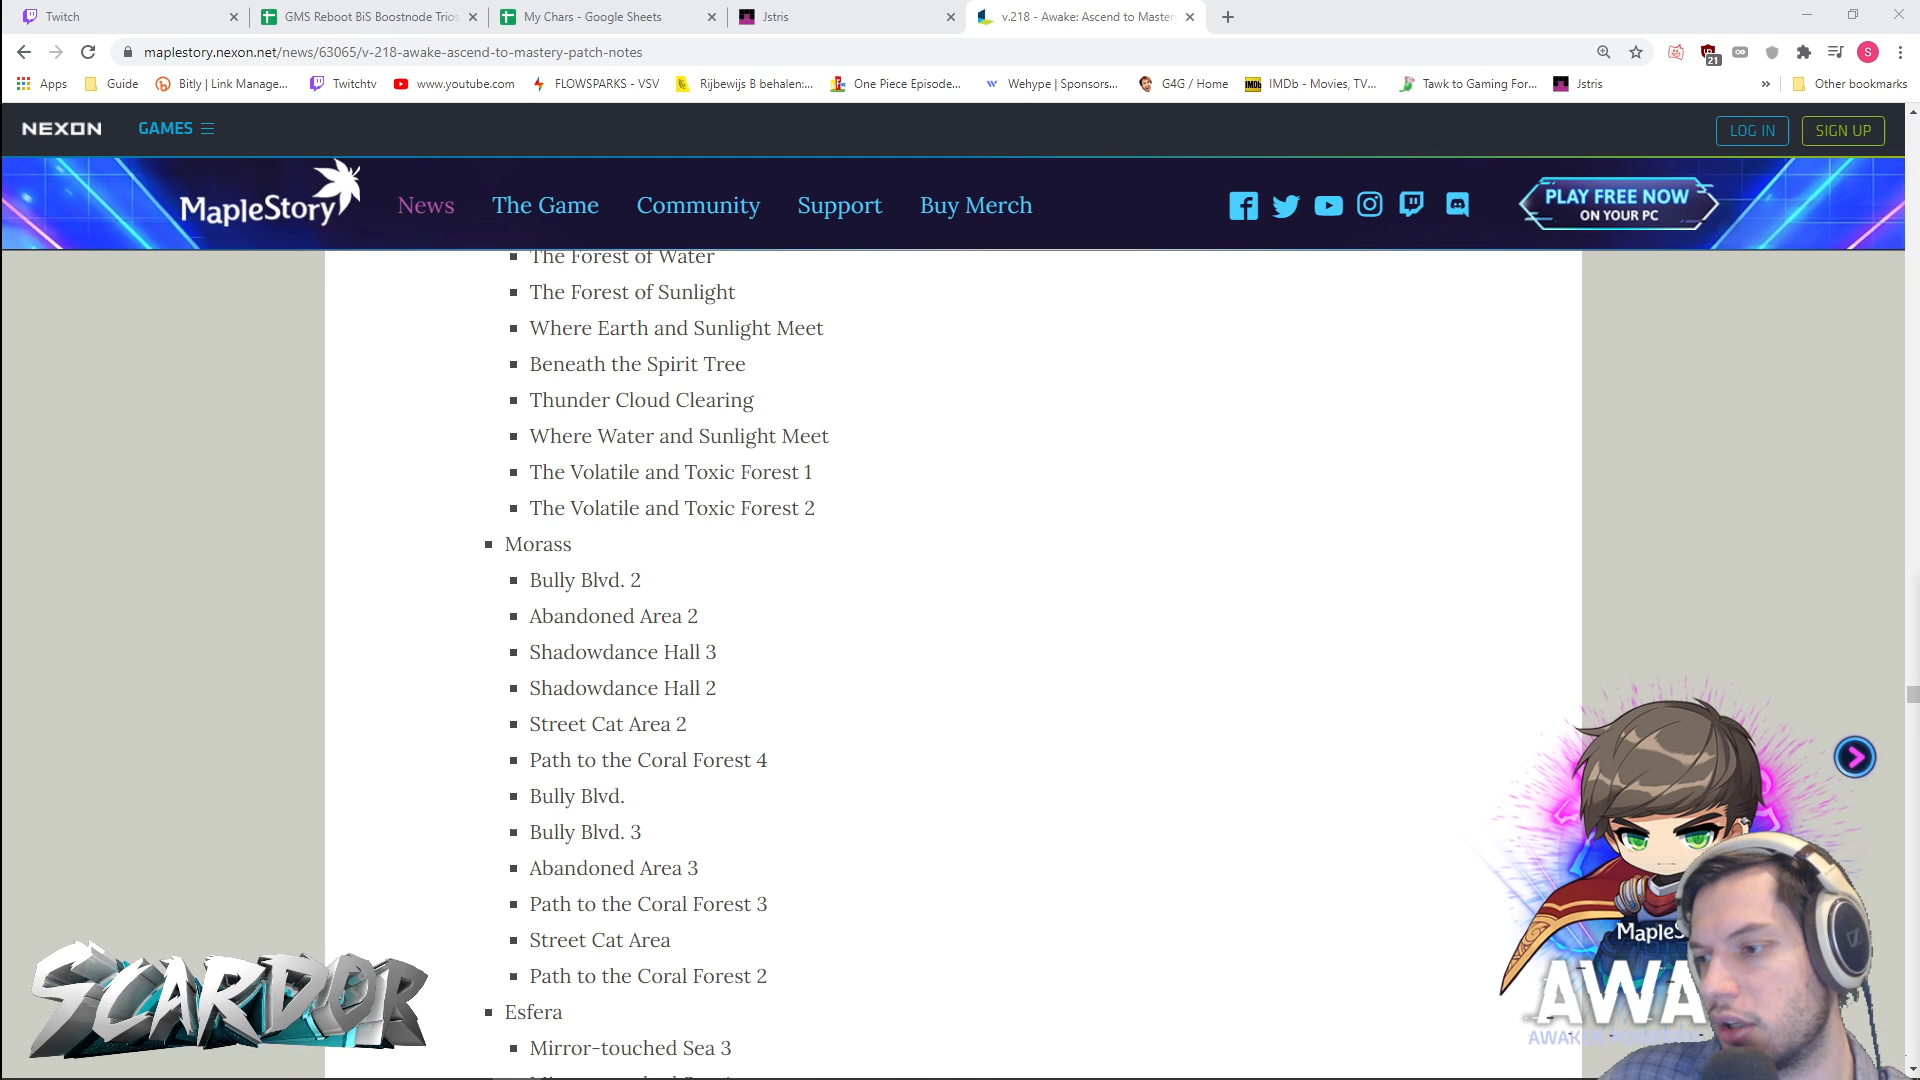 Twitch
GMS Reboot BiS Boostnode Trios
My Chars - Google Sheets
Jstris
v.218 - Awake: Ascend to Master
maplestory.nexon.net/news/63065/v-218-awake-ascend-to-mastery-patch-notes
21
S
Apps
Guide
Bitly | Link Manage...
Twitchtv
www.youtube.com
FLOWSPARKS - VSV
Rijbewijs B behalen:...
One Piece Episode...
Wehype | Sponsors...
G4G / Home
IMDb - Movies, TV...
Tawk to Gaming For...
Jstris
»
Other bookmarks
NEXON
GAMES
LOG IN
SIGN UP
MapleStory
News
The Game
Community
Support
Buy Merch
PLAY FREE NOW
ON YOUR PC
The Forest of Water
The Forest of Sunlight
Where Earth and Sunlight Meet
Beneath the Spirit Tree
Thunder Cloud Clearing
Where Water and Sunlight Meet
The Volatile and Toxic Forest 1
The Volatile and Toxic Forest 2
Morass
Bully Blvd. 2
Abandoned Area 2
Shadowdance Hall 3
Shadowdance Hall 2
Street Cat Area 2
Path to the Coral Forest 4
Bully Blvd.
Bully Blvd. 3
Abandoned Area 3
Path to the Coral Forest 3
Street Cat Area
Path to the Coral Forest 2
Esfera
Mirror-touched Sea 3
SCARDOR
MapleS
AWA